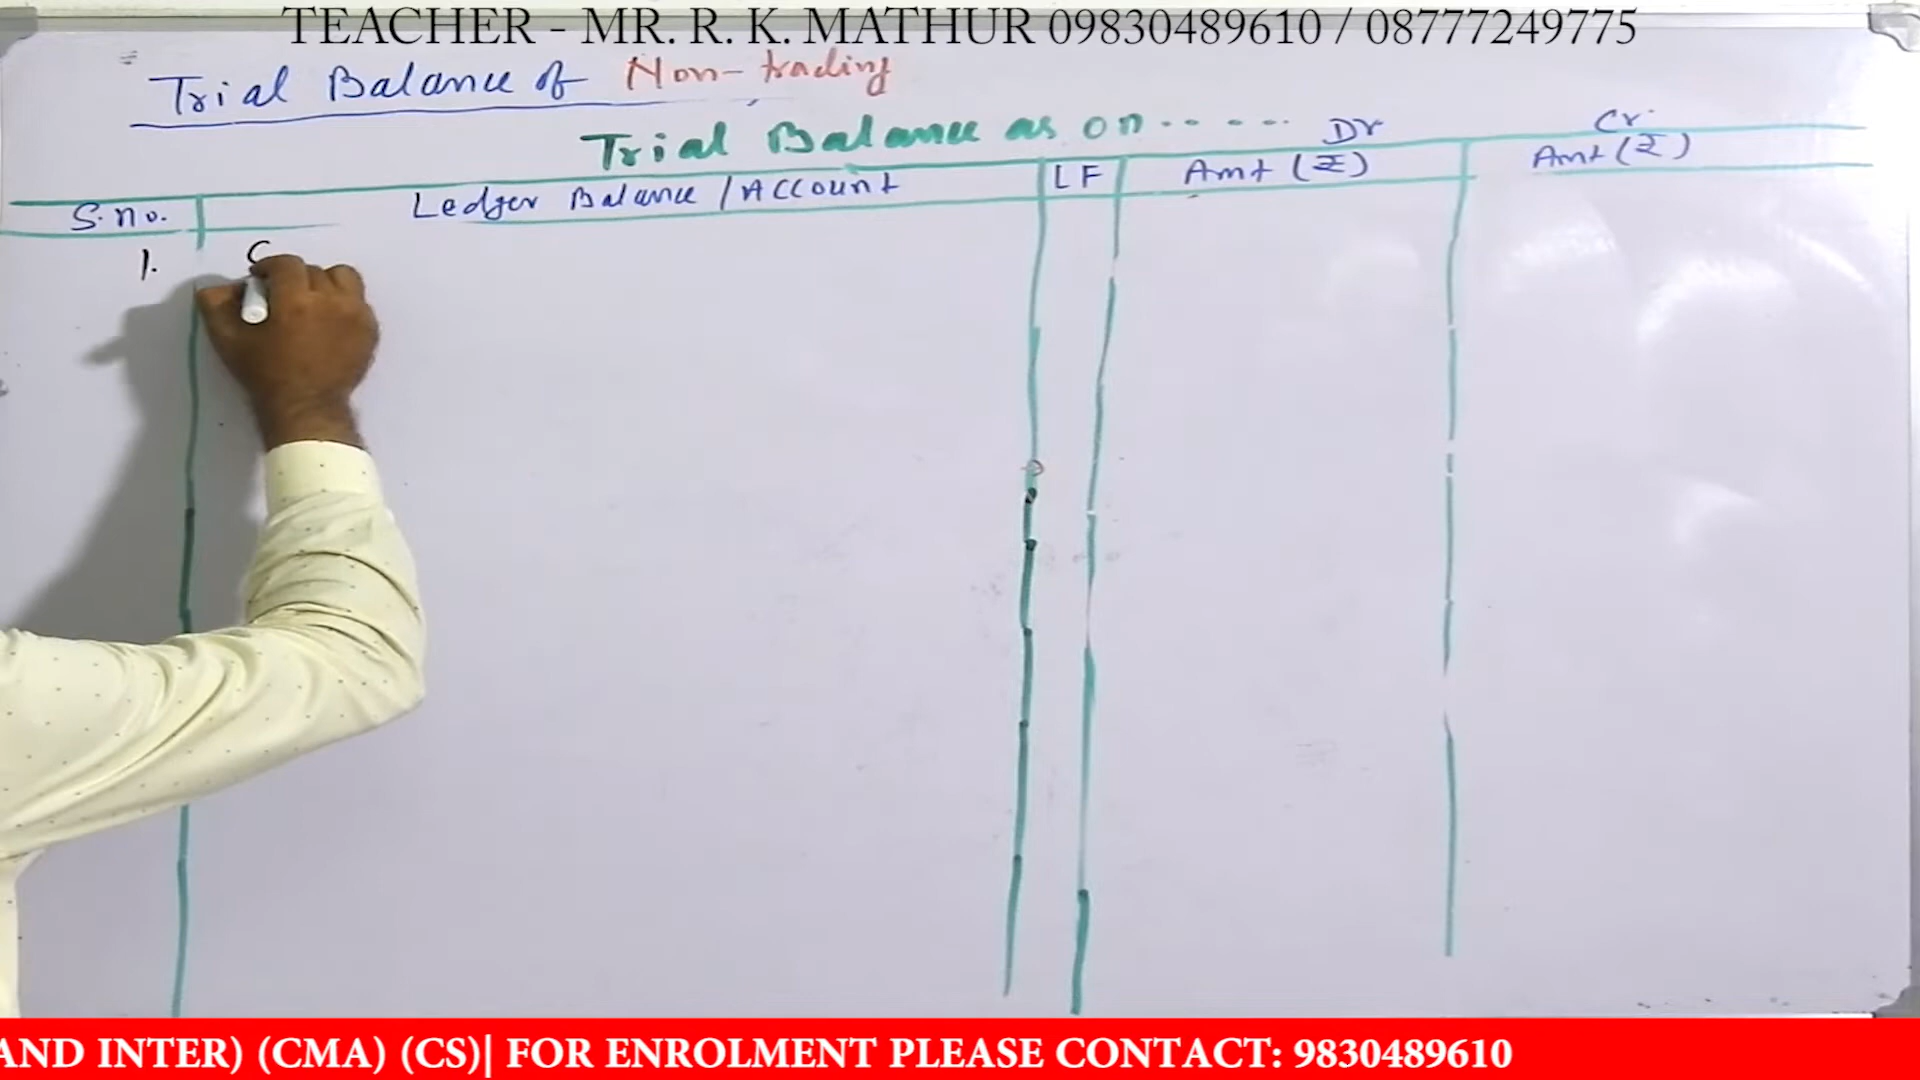 TEACHER - MR. R. K. MATHUR 09830489610 / 08777249775
Trial Balance of Non-trading
Trial Balance as on.....
Dr Cr.
S.no. Ledger Balance / Account LF Amt (₹) Amt (₹)
1. C
AND INTER) (CMA) (CS)| FOR ENROLMENT PLEASE CONTACT: 9830489610